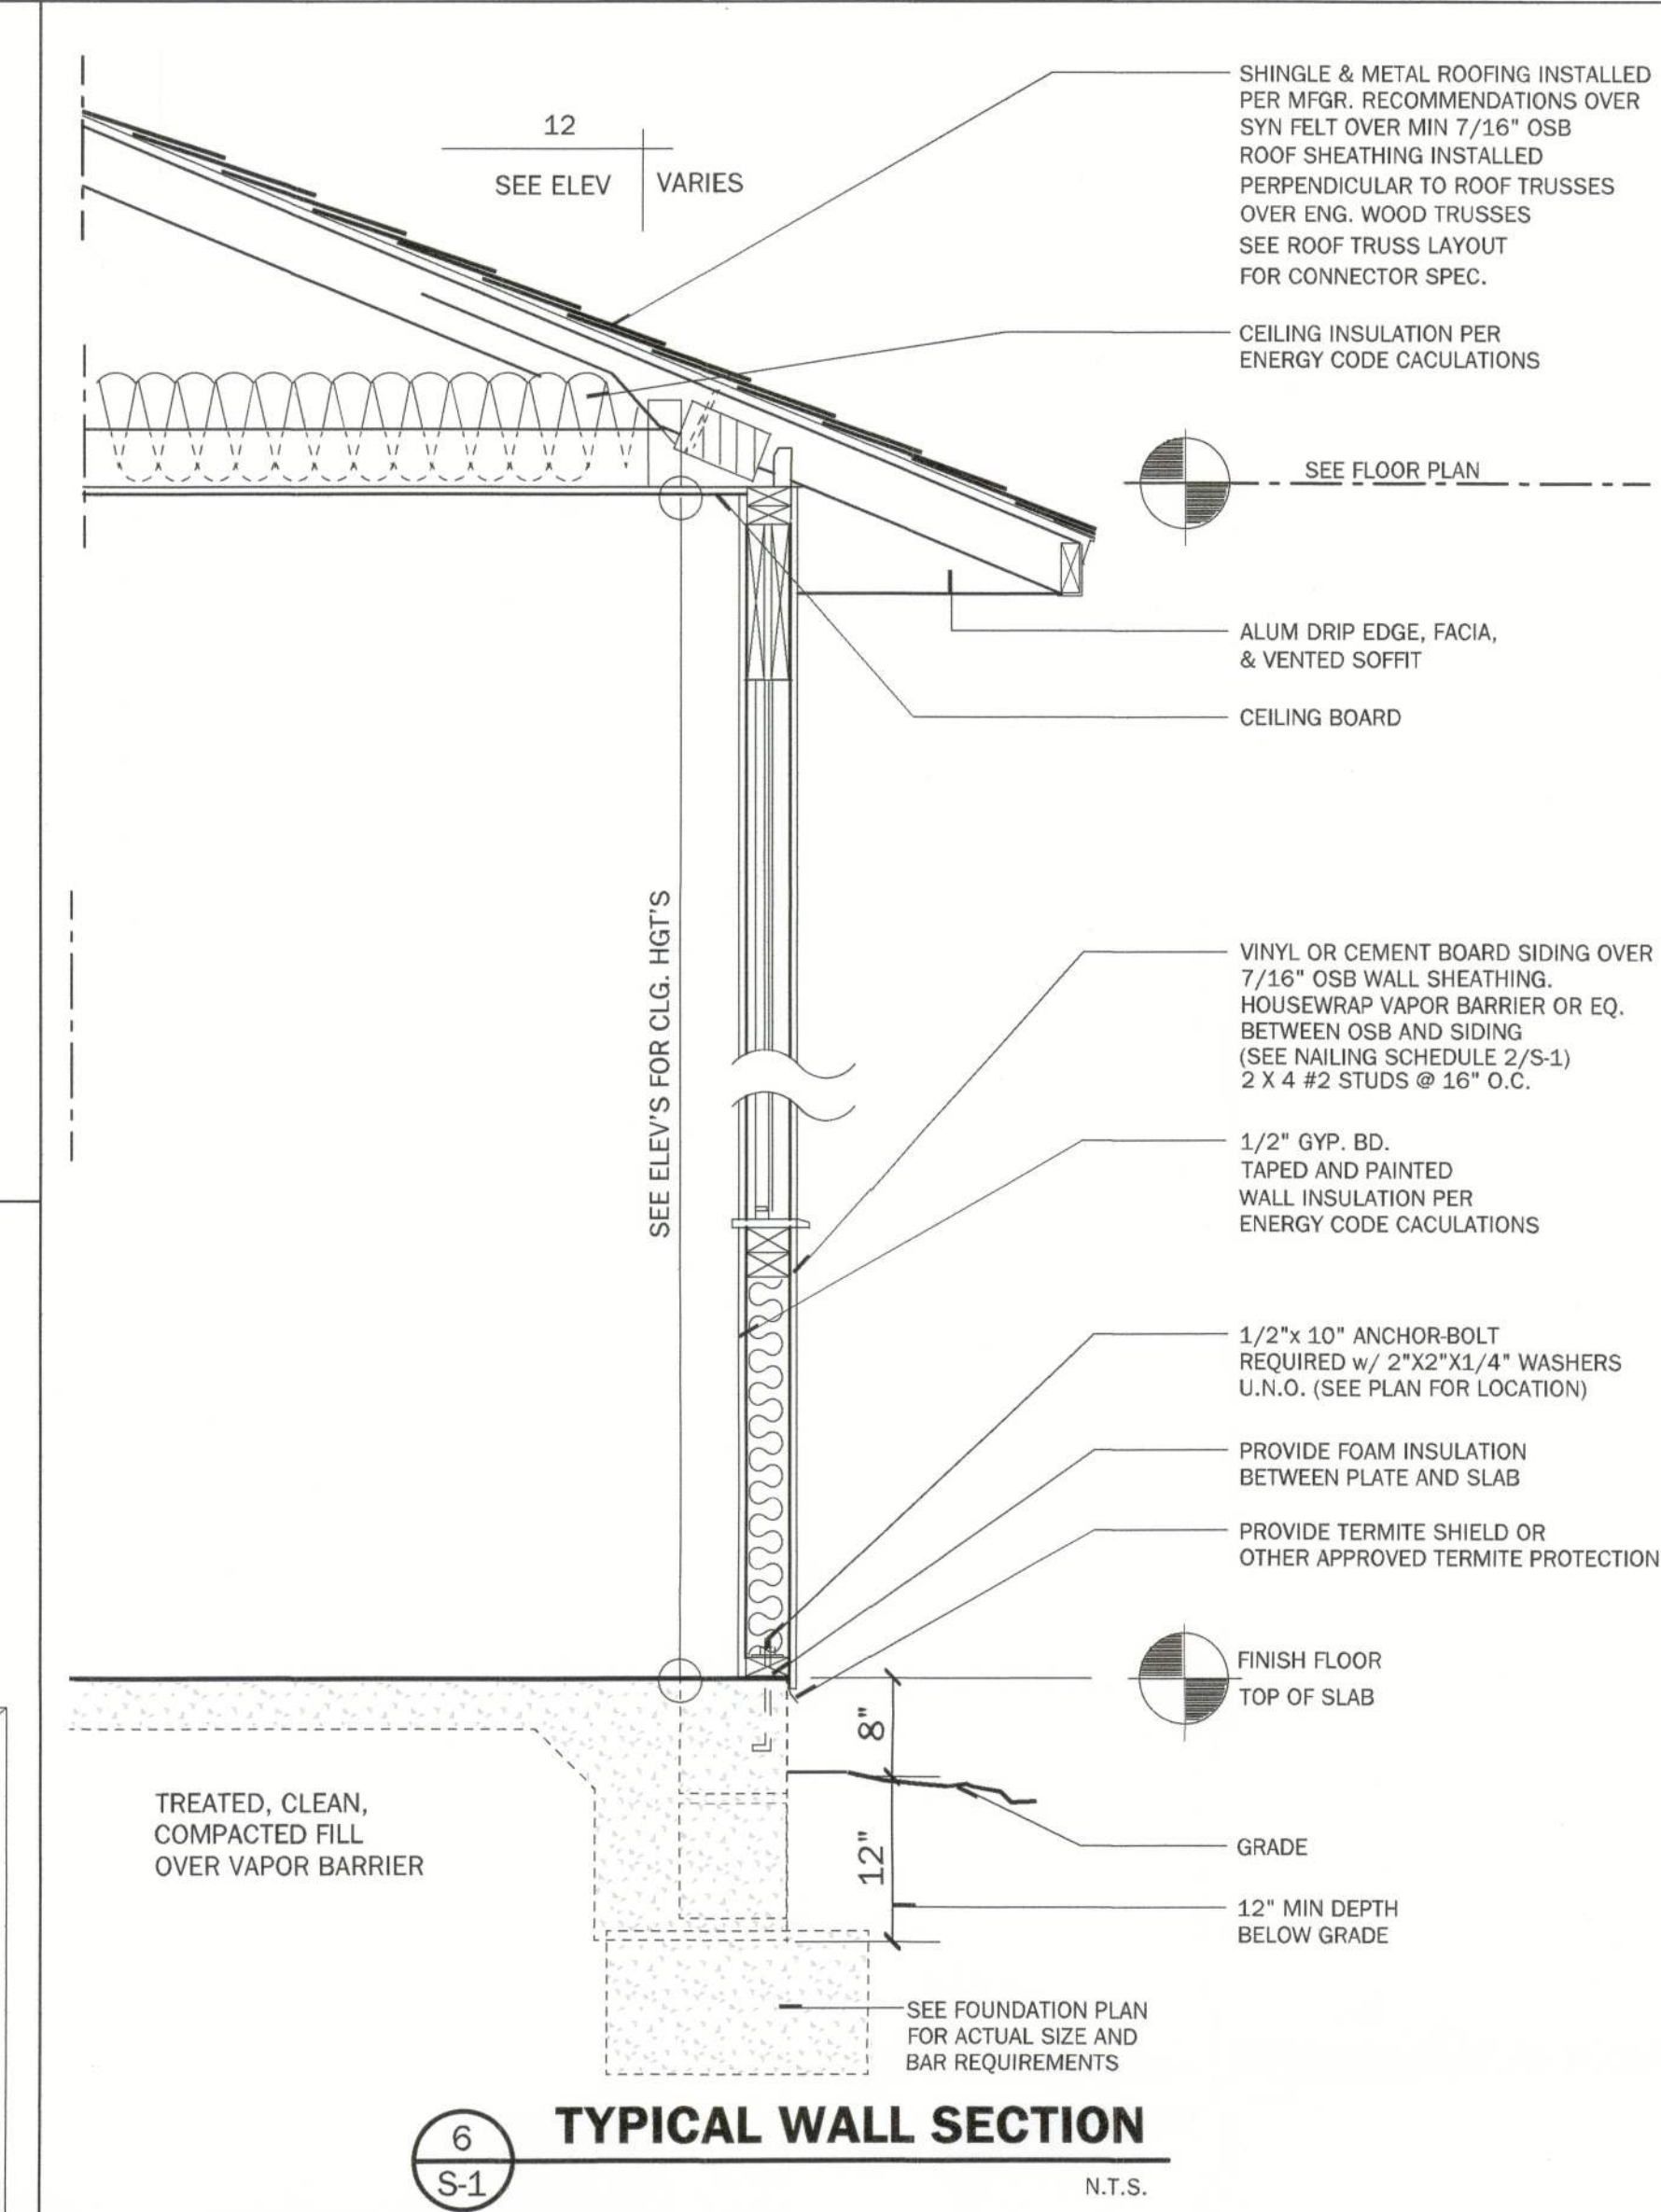 12
SEE ELEV
VARIES
SHINGLE & METAL ROOFING INSTALLED
PER MFGR. RECOMMENDATIONS OVER
SYN FELT OVER MIN 7/16" OSB
ROOF SHEATHING INSTALLED
PERPENDICULAR TO ROOF TRUSSES
OVER ENG. WOOD TRUSSES
SEE ROOF TRUSS LAYOUT
FOR CONNECTOR SPEC.
CEILING INSULATION PER
ENERGY CODE CACULATIONS
SEE FLOOR PLAN
ALUM DRIP EDGE, FACIA,
& VENTED SOFFIT
CEILING BOARD
SEE ELEV'S FOR CLG. HGT'S
VINYL OR CEMENT BOARD SIDING OVER
7/16" OSB WALL SHEATHING.
HOUSEWRAP VAPOR BARRIER OR EQ.
BETWEEN OSB AND SIDING
(SEE NAILING SCHEDULE 2/S-1)
2 X 4 #2 STUDS @ 16" O.C.
1/2" GYP. BD.
TAPED AND PAINTED
WALL INSULATION PER
ENERGY CODE CACULATIONS
1/2"x 10" ANCHOR-BOLT
REQUIRED w/ 2"X2"X1/4" WASHERS
U.N.O. (SEE PLAN FOR LOCATION)
PROVIDE FOAM INSULATION
BETWEEN PLATE AND SLAB
PROVIDE TERMITE SHIELD OR
OTHER APPROVED TERMITE PROTECTION
FINISH FLOOR
TOP OF SLAB
8"
12"
TREATED, CLEAN,
COMPACTED FILL
OVER VAPOR BARRIER
GRADE
12" MIN DEPTH
BELOW GRADE
SEE FOUNDATION PLAN
FOR ACTUAL SIZE AND
BAR REQUIREMENTS
6
S-1
TYPICAL WALL SECTION
N.T.S.